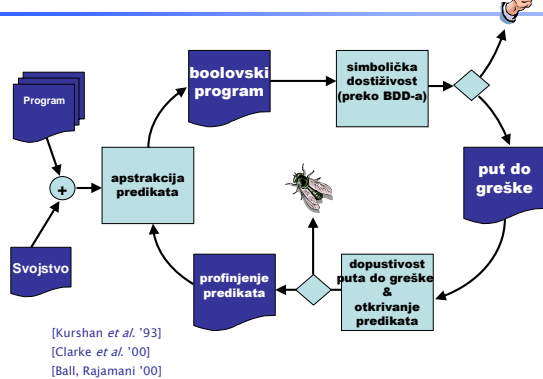 Program
+
Svojstvo
apstrakcija
predikata
boolovski
program
simbolička
dostiživost
(preko BDD-a)
put do
greške
dopustivost
puta do greške
&
otkrivanje
predikata
profinjenje
predikata
[Kurshan et al. '93]
[Clarke et al. '00]
[Ball, Rajamani '00]